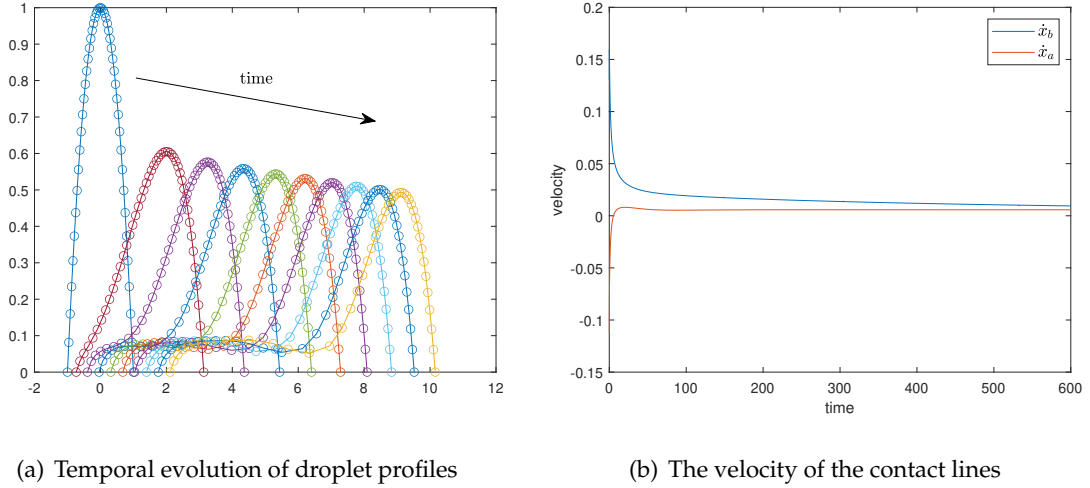 1
0.9
0.8
0.7
0.6
0.5
0.4
0.3
0.2
0.1
0
-2 0 2 4 6 8 10 12
time
0.2
0.15
0.1
0.05
0
-0.05
-0.1
-0.15
velocity
0 100 200 300 400 500 600
time
ẋ_b
ẋ_a
(a) Temporal evolution of droplet profiles
(b) The velocity of the contact lines